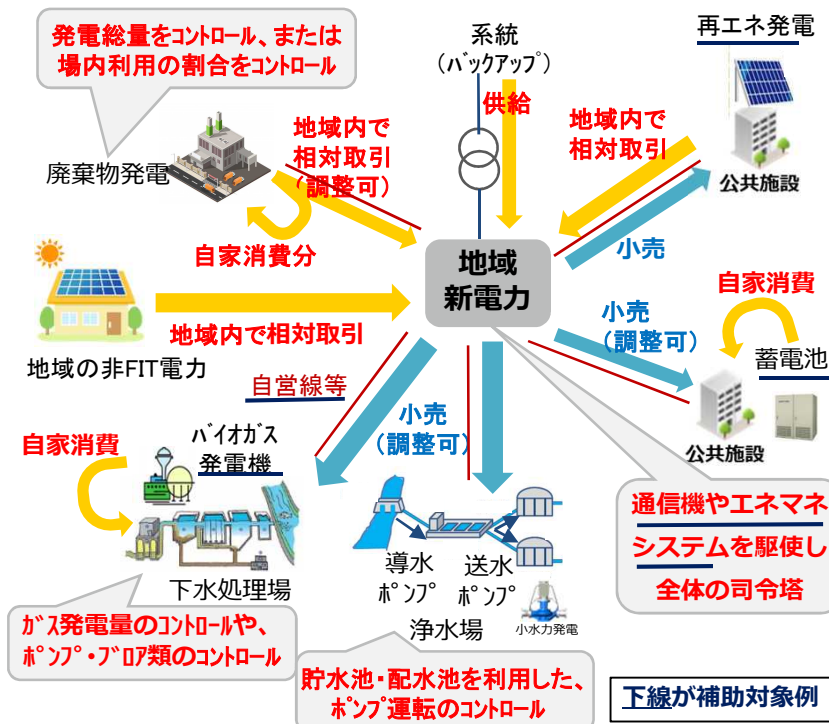 発電総量をコントロール、または
場内利用の割合をコントロール
系統
(ﾊﾞｯｸｱｯﾌﾟ)
供給
再エネ発電
公共施設
地域内で
相対取引
廃棄物発電
地域内で
相対取引
(調整可)
自家消費分
地域
新電力
小売
地域内で相対取引
地域の非FIT電力
小売
(調整可)
自家消費
蓄電池
公共施設
自営線等
小売
(調整可)
自家消費
ﾊﾞｲｵｶﾞｽ
発電機
下水処理場
導水
ﾎﾟﾝﾌﾟ
送水
ﾎﾟﾝﾌﾟ
浄水場
小水力発電
通信機やエネマネ
システムを駆使し
全体の司令塔
ｶﾞｽ発電量のコントロールや、
ﾎﾟﾝﾌﾟ・ﾌﾞﾛｱ類のコントロール
貯水池・配水池を利用した、
ﾎﾟﾝﾌﾟ運転のコントロール
下線が補助対象例